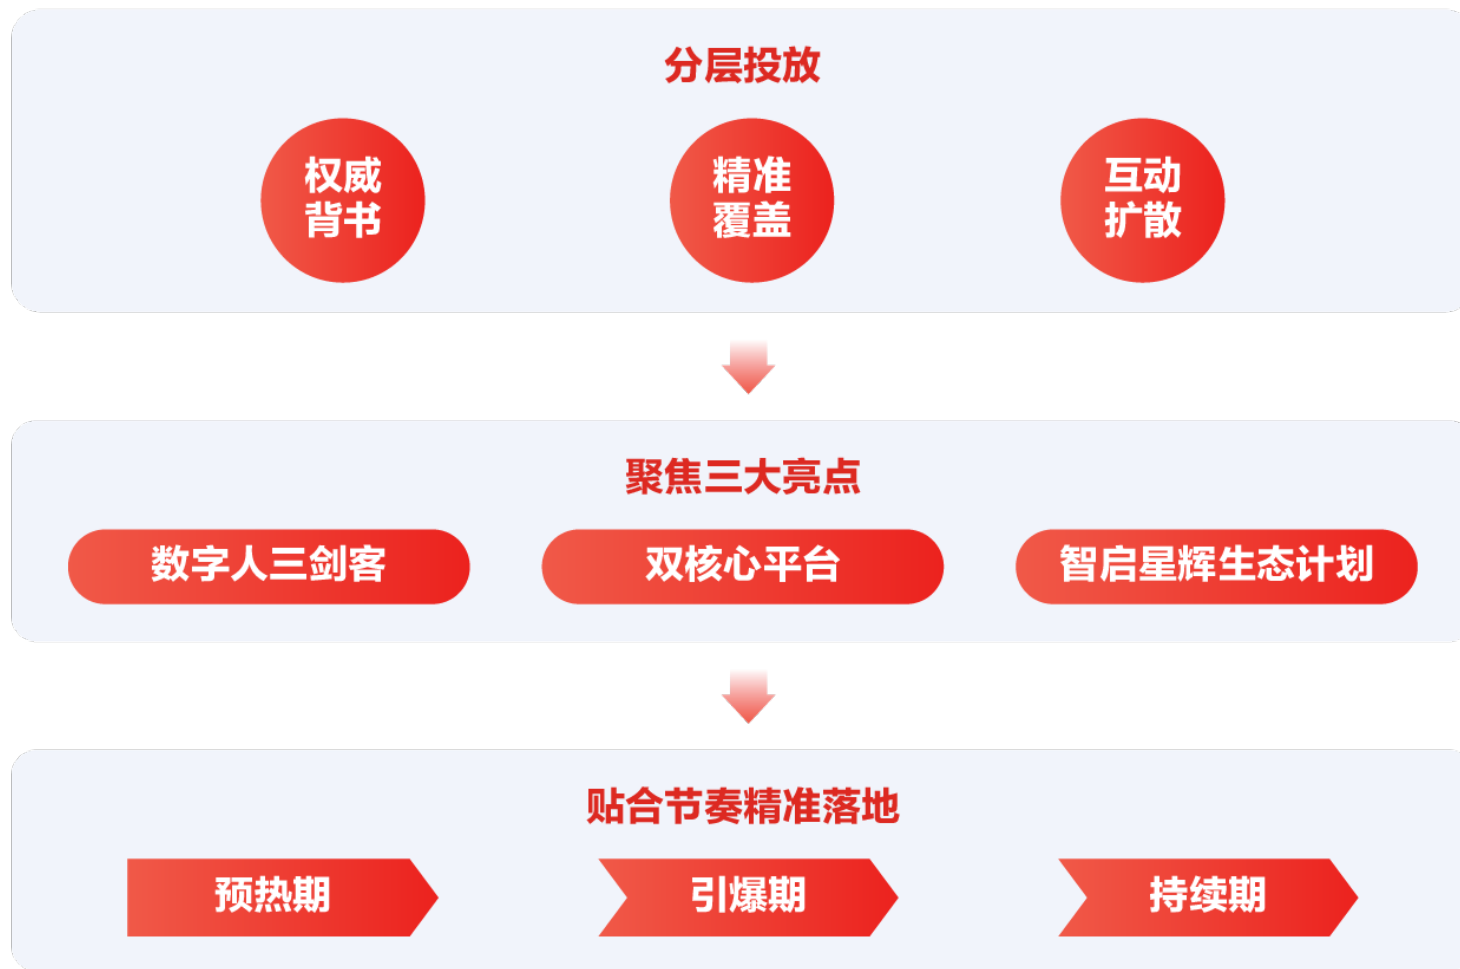 分层投放
权威
背书
精准
覆盖
互动
扩散
聚焦三大亮点
数字人三剑客
双核心平台
智启星辉生态计划
贴合节奏精准落地
预热期
引爆期
持续期